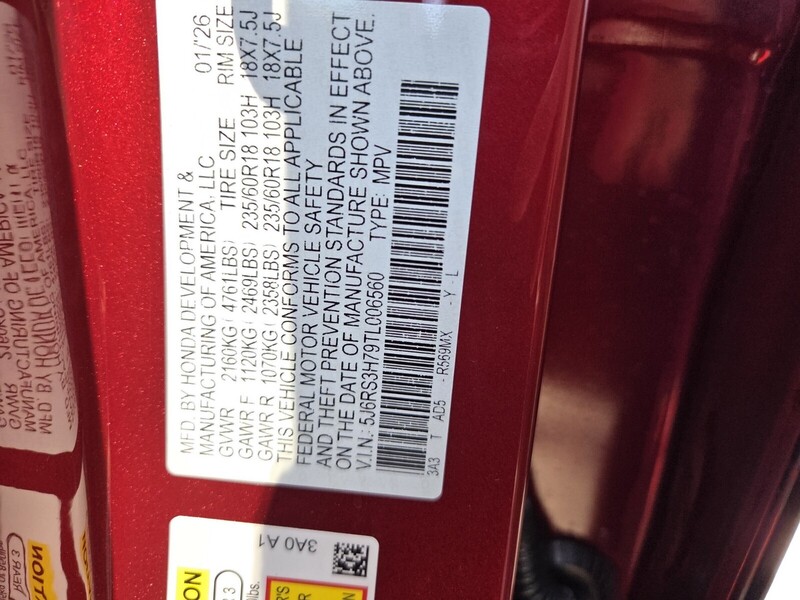 MFD. BY HONDA DEVELOPMENT &
MANUFACTURING OF AMERICA, LLC 01/26
GVWR 2160KG ( 4761LBS) TIRE SIZE RIM SIZE
GAWR F 1120KG ( 2469LBS) 235/60R18 103H 18X7.5J
GAWR R 1070KG ( 2358LBS) 235/60R18 103H 18X7.5J
THIS VEHICLE CONFORMS TO ALL APPLICABLE
FEDERAL MOTOR VEHICLE SAFETY
AND THEFT PREVENTION STANDARDS IN EFFECT
ON THE DATE OF MANUFACTURE SHOWN ABOVE.
V.I.N.: 5J6RS3H79TL006560 TYPE: MPV
3A3 T AD5 - R569MX - Y - L
3A0 A1